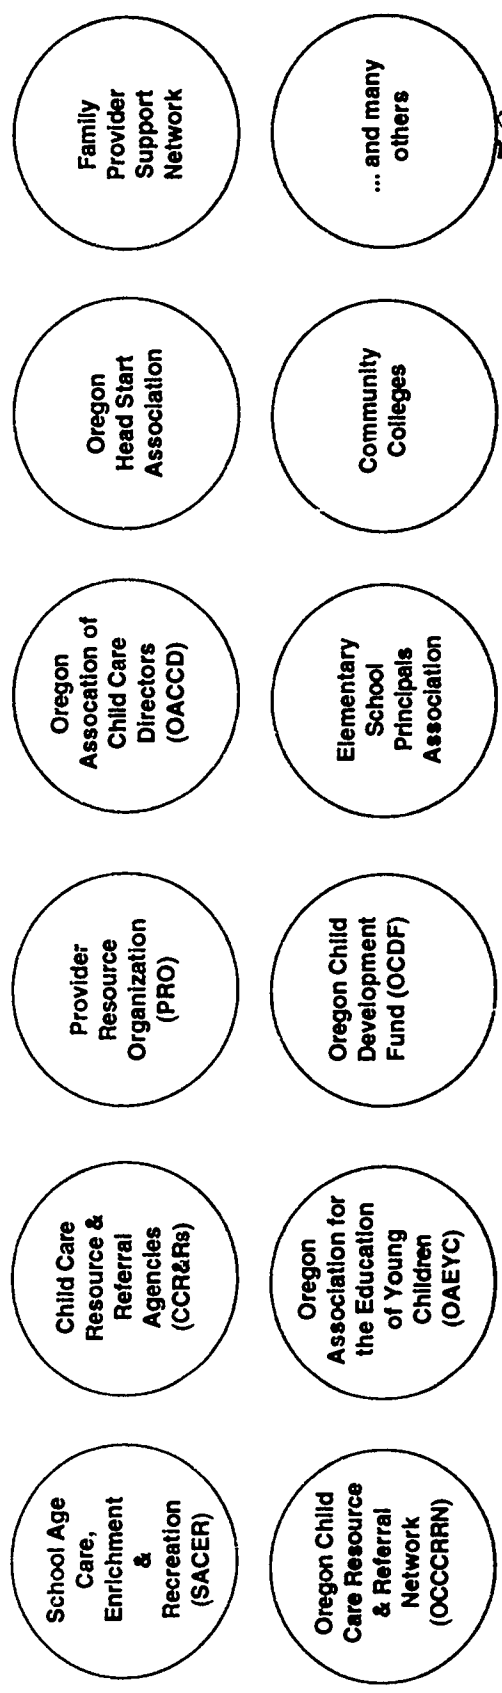 School Age
Care,
Enrichment
&
Recreation
(SACER)
Child Care
Resource &
Referral
Agencies
(CCR&Rs)
Provider
Resource
Organization
(PRO)
Oregon
Assocation of
Child Care
Directors
(OACCD)
Oregon
Head Start
Association
Family
Provider
Support
Network
Oregon Child
Care Resource
& Referral
Network
(OCCCRRN)
Oregon
Association for
the Education
of Young
Children
(OAEYC)
Oregon Child
Development
Fund (OCDF)
Elementary
School
Principals
Association
Community
Colleges
... and many
others